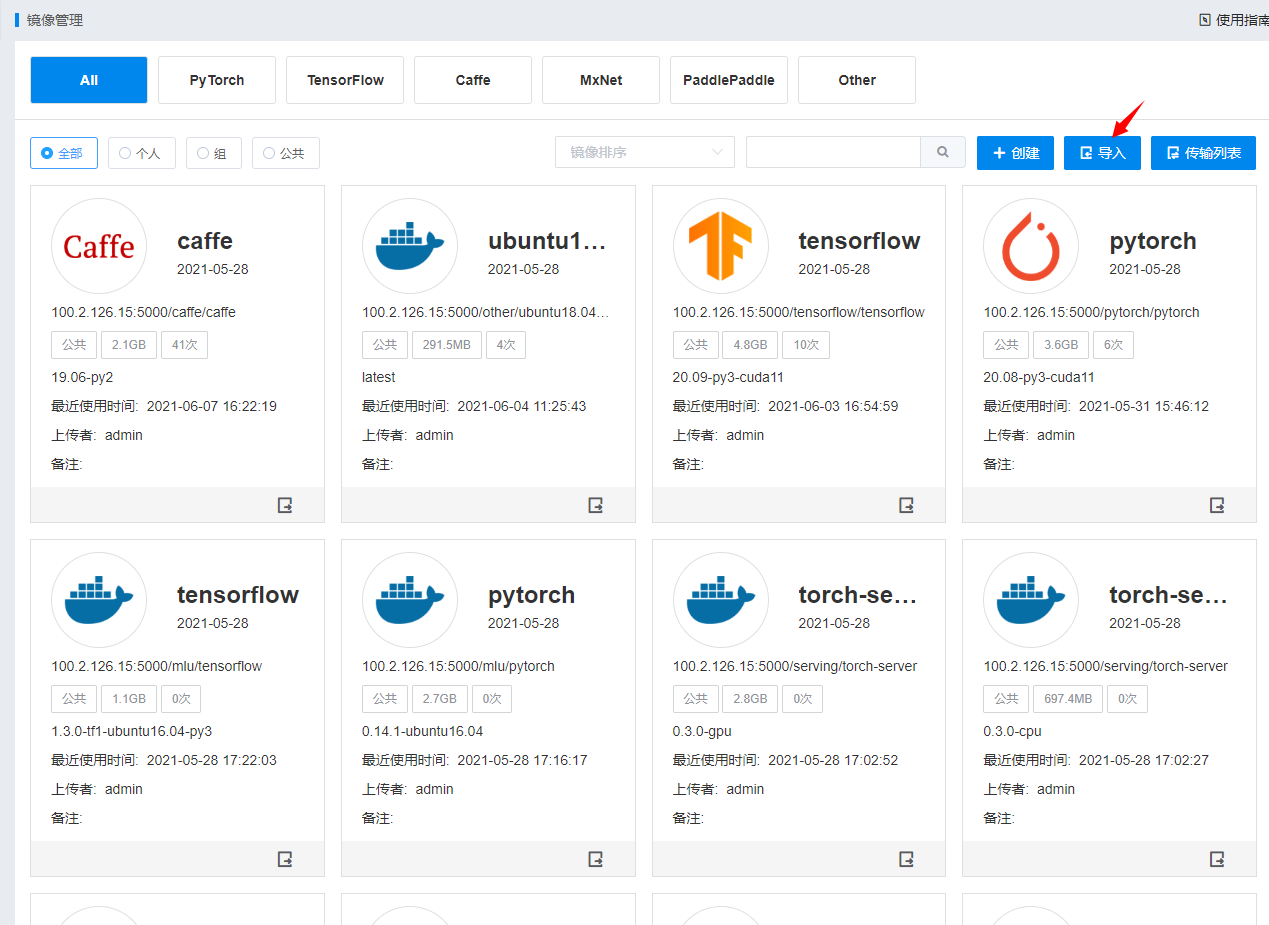 镜像管理
使用指南
All
PyTorch
TensorFlow
Caffe
MxNet
PaddlePaddle
Other
全部
个人
组
公共
镜像排序
创建
导入
传输列表
Caffe
caffe
2021-05-28
100.2.126.15:5000/caffe/caffe
公共 2.1GB 41次
19.06-py2
最近使用时间: 2021-06-07 16:22:19
上传者: admin
备注:
ubuntu1...
2021-05-28
100.2.126.15:5000/other/ubuntu18.04...
公共 291.5MB 4次
latest
最近使用时间: 2021-06-04 11:25:43
上传者: admin
备注:
tensorflow
2021-05-28
100.2.126.15:5000/tensorflow/tensorflow
公共 4.8GB 10次
20.09-py3-cuda11
最近使用时间: 2021-06-03 16:54:59
上传者: admin
备注:
pytorch
2021-05-28
100.2.126.15:5000/pytorch/pytorch
公共 3.6GB 6次
20.08-py3-cuda11
最近使用时间: 2021-05-31 15:46:12
上传者: admin
备注:
tensorflow
2021-05-28
100.2.126.15:5000/mlu/tensorflow
公共 1.1GB 0次
1.3.0-tf1-ubuntu16.04-py3
最近使用时间: 2021-05-28 17:22:03
上传者: admin
备注:
pytorch
2021-05-28
100.2.126.15:5000/mlu/pytorch
公共 2.7GB 0次
0.14.1-ubuntu16.04
最近使用时间: 2021-05-28 17:16:17
上传者: admin
备注:
torch-se...
2021-05-28
100.2.126.15:5000/serving/torch-server
公共 2.8GB 0次
0.3.0-gpu
最近使用时间: 2021-05-28 17:02:52
上传者: admin
备注:
torch-se...
2021-05-28
100.2.126.15:5000/serving/torch-server
公共 697.4MB 0次
0.3.0-cpu
最近使用时间: 2021-05-28 17:02:27
上传者: admin
备注: